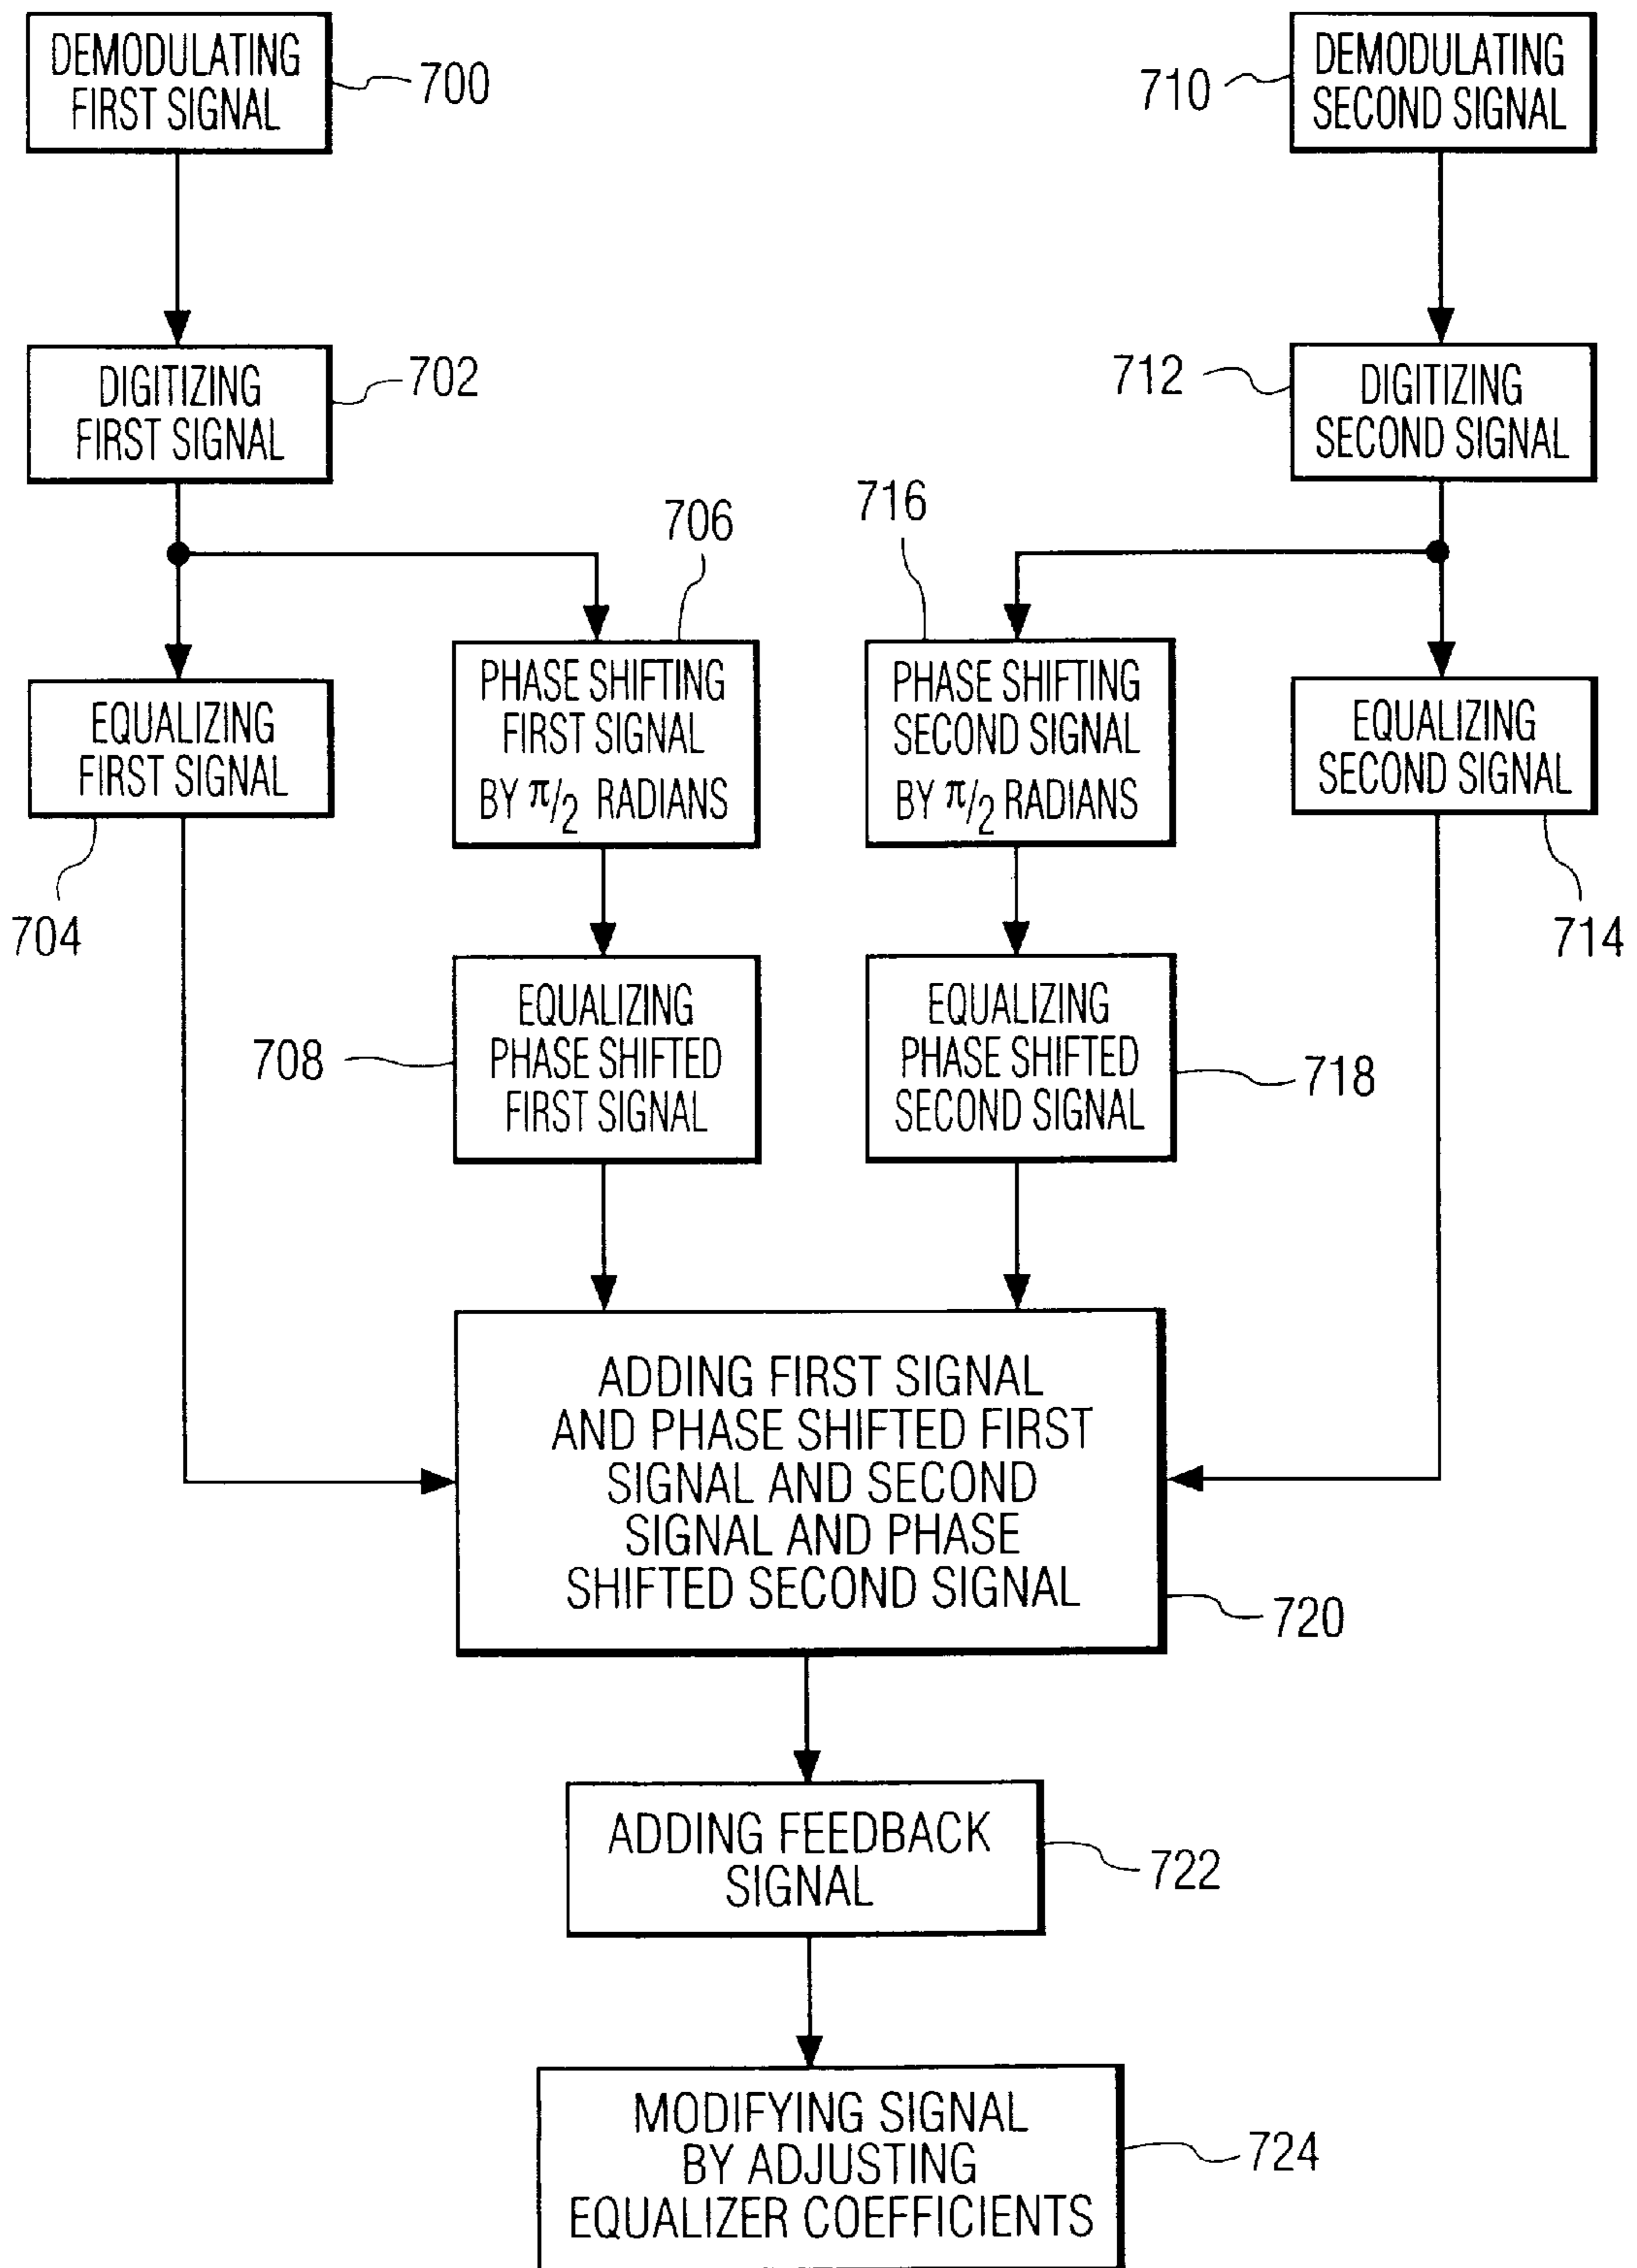 DEMODULATING
FIRST SIGNAL
700
710
DEMODULATING
SECOND SIGNAL
DIGITIZING
FIRST SIGNAL
702
712
DIGITIZING
SECOND SIGNAL
706
716
EQUALIZING
FIRST SIGNAL
704
PHASE SHIFTING
FIRST SIGNAL
BY π/2 RADIANS
PHASE SHIFTING
SECOND SIGNAL
BY π/2 RADIANS
EQUALIZING
SECOND SIGNAL
714
708
EQUALIZING
PHASE SHIFTED
FIRST SIGNAL
EQUALIZING
PHASE SHIFTED
SECOND SIGNAL
718
ADDING FIRST SIGNAL
AND PHASE SHIFTED FIRST
SIGNAL AND SECOND
SIGNAL AND PHASE
SHIFTED SECOND SIGNAL
720
ADDING FEEDBACK
SIGNAL
722
MODIFYING SIGNAL
BY ADJUSTING
EQUALIZER COEFFICIENTS
724